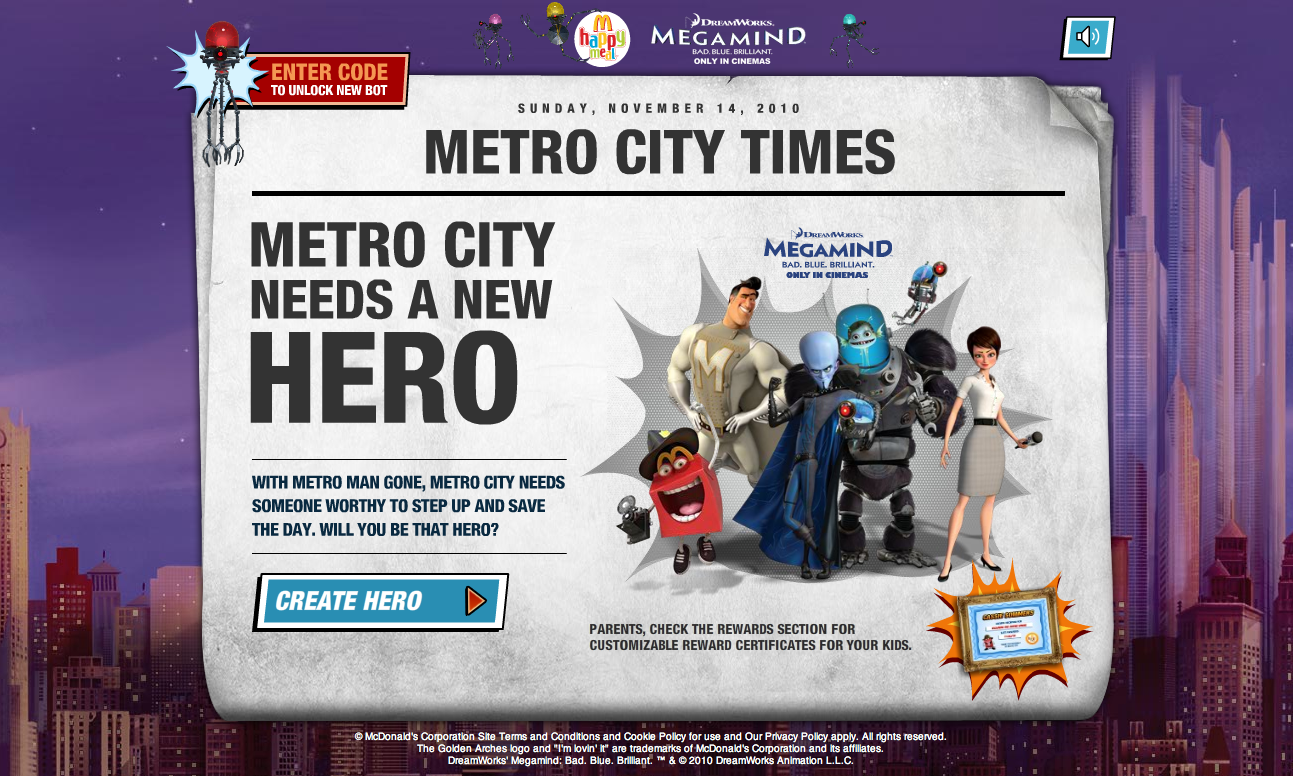 ENTER CODE
TO UNLOCK NEW BOT
M
happy
meal
DREAMWORKS
MEGAMIND
BAD. BLUE. BRILLIANT.
ONLY IN CINEMAS
SUNDAY, NOVEMBER 14, 2010
METRO CITY TIMES
METRO CITY
NEEDS A NEW
HERO
DREAMWORKS
MEGAMIND
BAD. BLUE. BRILLIANT.
ONLY IN CINEMAS
M
WITH METRO MAN GONE, METRO CITY NEEDS
SOMEONE WORTHY TO STEP UP AND SAVE
THE DAY. WILL YOU BE THAT HERO?
CREATE HERO
PARENTS, CHECK THE REWARDS SECTION FOR
CUSTOMIZABLE REWARD CERTIFICATES FOR YOUR KIDS.
© McDonald's Corporation Site Terms and Conditions and Cookie Policy for use and Our Privacy Policy apply. All rights reserved.
The Golden Arches logo and "I'm lovin' it" are trademarks of McDonald's Corporation and its affiliates.
DreamWorks' Megamind: Bad. Blue. Brilliant. ™ & © 2010 DreamWorks Animation L.L.C.